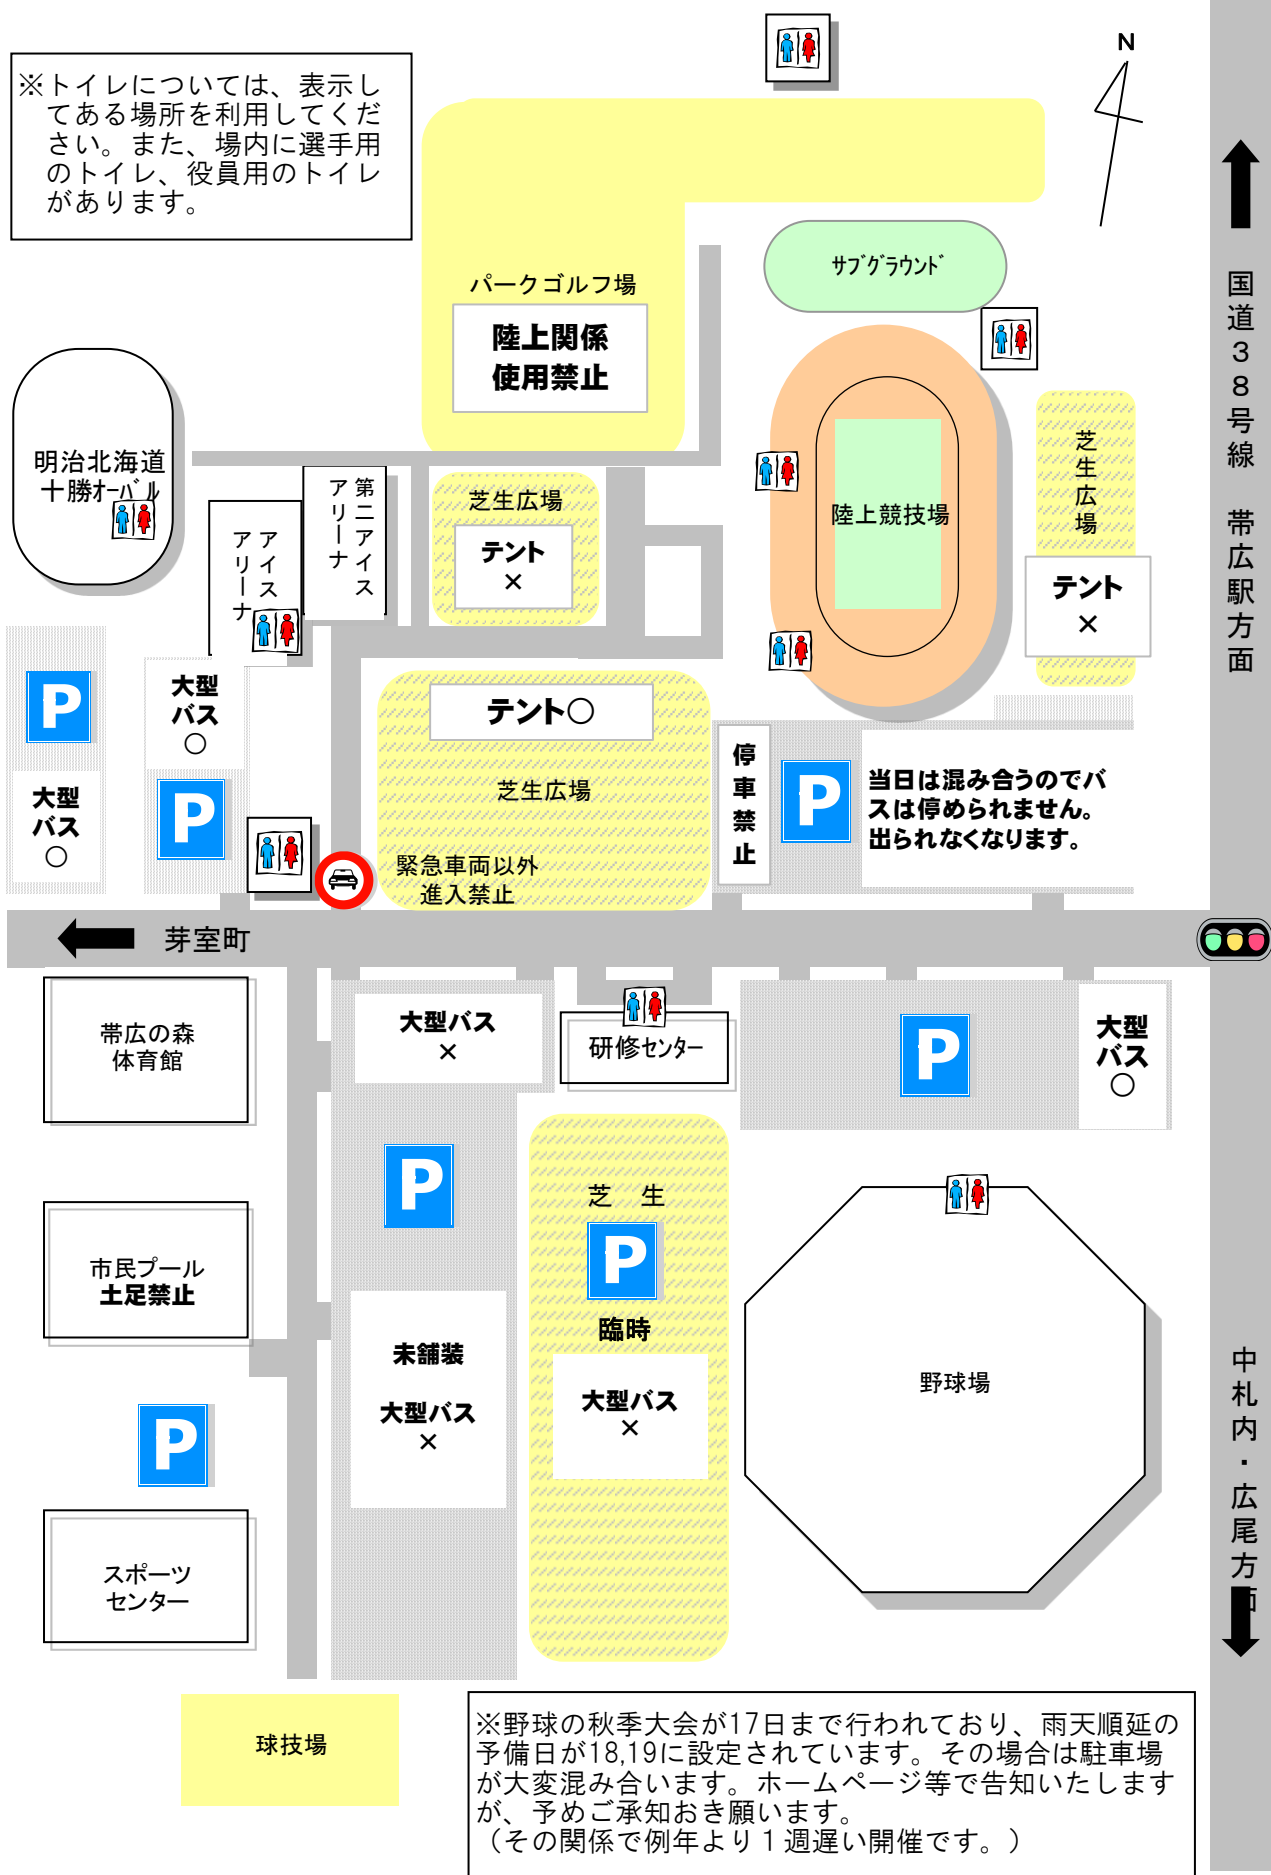 N
※トイレについては、表示し
てある場所を利用してくだ
さい。また、場内に選手用
のトイレ、役員用のトイレ
があります。
サブグラウンド
パークゴルフ場
陸上関係
使用禁止
国道38号線 帯広駅方面
明治北海道
十勝オーバル
アイス
アリーナ
第二アイス
アリーナ
芝生広場
テント
×
陸上競技場
芝生広場
テント
×
P
大型
バス
○
大型
バス
○
P
テント○
芝生広場
停車禁止
P
当日は混み合うのでバ
スは停められません。
出られなくなります。
緊急車両以外
進入禁止
芽室町
帯広の森
体育館
大型バス
×
研修センター
P
大型
バス
○
P
芝 生
P
臨時
大型バス
×
市民プール
土足禁止
未舗装
大型バス
×
野球場
中札内・広尾方面
P
スポーツ
センター
球技場
※野球の秋季大会が17日まで行われており、雨天順延の
予備日が18,19に設定されています。その場合は駐車場
が大変混み合います。ホームページ等で告知いたします
が、予めご承知おき願います。
(その関係で例年より1週遅い開催です。)